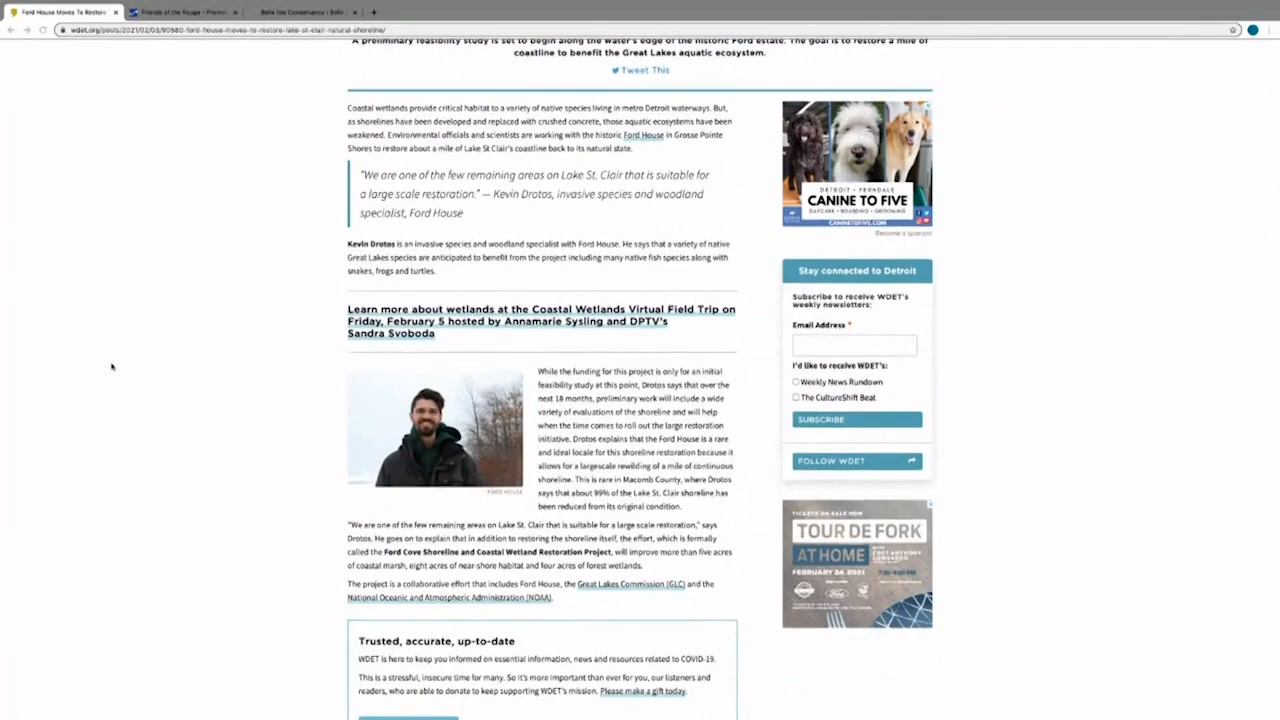 Ford House Moves To Restore
Friends of the Rouge - Promot
Belle Isle Conservancy | Belle
wdet.org/posts/2021/02/03/90580-ford-house-moves-to-restore-lake-st-clair-natural-shoreline/
A preliminary feasibility study is set to begin along the water's edge of the historic Ford estate. The goal is to restore a mile of
coastline to benefit the Great Lakes aquatic ecosystem.
Tweet This
Coastal wetlands provide critical habitat to a variety of native species living in metro Detroit waterways. But,
as shorelines have been developed and replaced with crushed concrete, those aquatic ecosystems have been
weakened. Environmental officials and scientists are working with the historic Ford House in Grosse Pointe
Shores to restore about a mile of Lake St Clair's coastline back to its natural state.
"We are one of the few remaining areas on Lake St. Clair that is suitable for
a large scale restoration." — Kevin Drotos, invasive species and woodland
specialist, Ford House
Kevin Drotos is an invasive species and woodland specialist with Ford House. He says that a variety of native
Great Lakes species are anticipated to benefit from the project including many native fish species along with
snakes, frogs and turtles.
Learn more about wetlands at the Coastal Wetlands Virtual Field Trip on
Friday, February 5 hosted by Annamarie Sysling and DPTV's
Sandra Svoboda
While the funding for this project is only for an initial
feasibility study at this point, Drotos says that over the
next 18 months, preliminary work will include a wide
variety of evaluations of the shoreline and will help
when the time comes to roll out the large restoration
initiative. Drotos explains that the Ford House is a rare
and ideal locale for this shoreline restoration because it
allows for a largescale rewilding of a mile of continuous
shoreline. This is rare in Macomb County, where Drotos
says that about 99% of the Lake St. Clair shoreline has
been reduced from its original condition.
FORD HOUSE
"We are one of the few remaining areas on Lake St. Clair that is suitable for a large scale restoration," says
Drotos. He goes on to explain that in addition to restoring the shoreline itself, the effort, which is formally
called the Ford Cove Shoreline and Coastal Wetland Restoration Project, will improve more than five acres
of coastal marsh, eight acres of near-shore habitat and four acres of forest wetlands.
The project is a collaborative effort that includes Ford House, the Great Lakes Commission (GLC) and the
National Oceanic and Atmospheric Administration (NOAA).
Trusted, accurate, up-to-date
WDET is here to keep you informed on essential information, news and resources related to COVID-19.
This is a stressful, insecure time for many. So it's more important than ever for you, our listeners and
readers, who are able to donate to keep supporting WDET's mission. Please make a gift today.
DETROIT • FERNDALE
CANINE TO FIVE
DAYCARE • BOARDING • GROOMING
CANINETOFIVE.COM
Become a sponsor
Stay connected to Detroit
Subscribe to receive WDET's
weekly newsletters:
Email Address *
I'd like to receive WDET's:
Weekly News Rundown
The CultureShift Beat
SUBSCRIBE
FOLLOW WDET
TICKETS ON SALE NOW
TOUR DE FORK
AT HOME
WITH
CHEF ANTHONY
LOMBARDO
FEBRUARY 24, 2021
7:00-9:00 PM
Ford